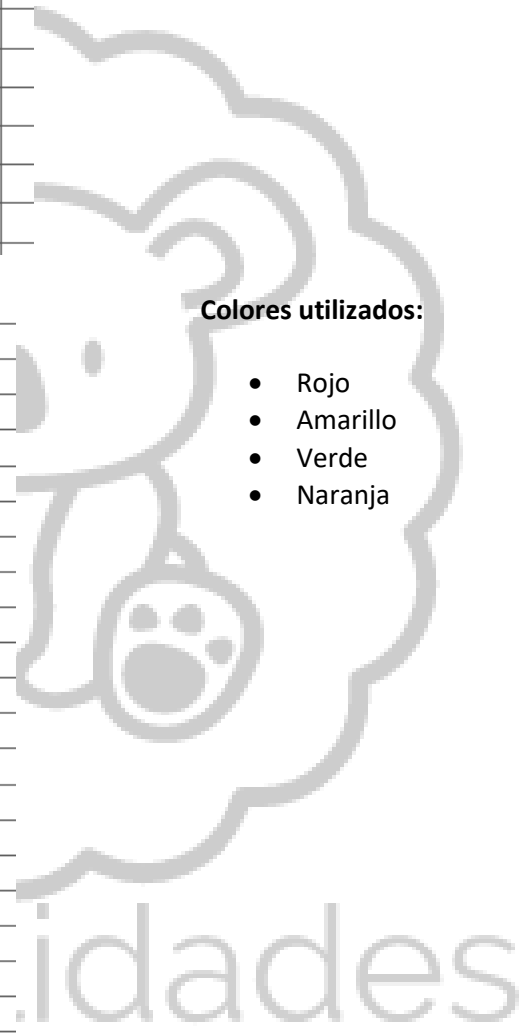 Colores utilizados:
• Rojo
• Amarillo
• Verde
• Naranja
idades